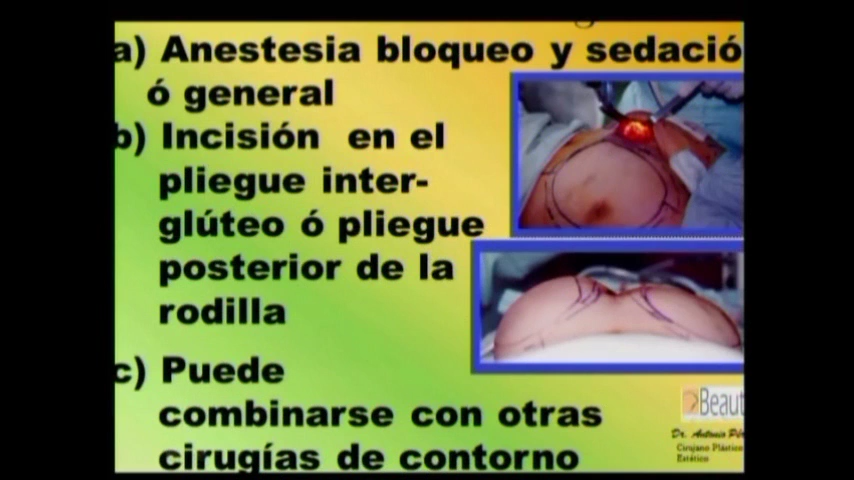 a) Anestesia bloqueo y sedació
ó general
b) Incisión en el
pliegue inter-
glúteo ó pliegue
posterior de la
rodilla
c) Puede
combinarse con otras
cirugías de contorno
Beaut
Dr. Antonio Pér
Cirujano Plástico
Estético